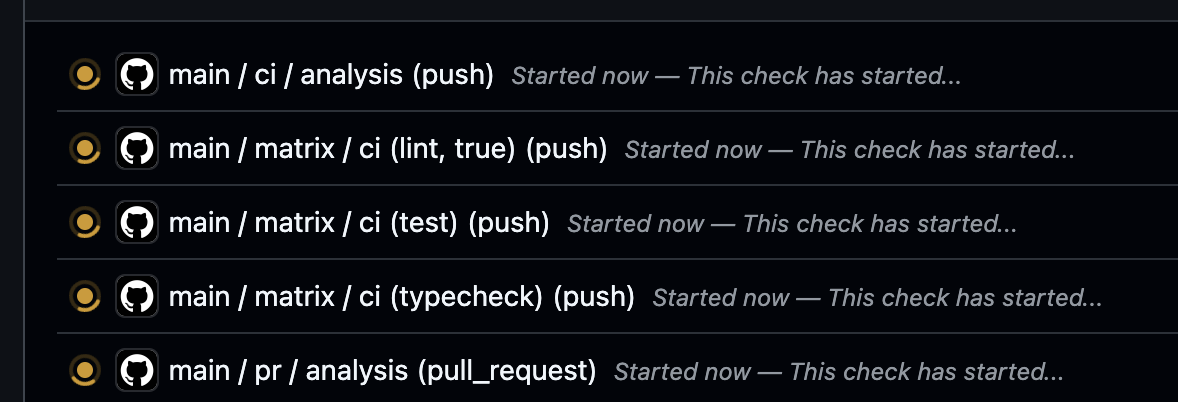 main / ci / analysis (push) Started now — This check has started...
main / matrix / ci (lint, true) (push) Started now — This check has started...
main / matrix / ci (test) (push) Started now — This check has started...
main / matrix / ci (typecheck) (push) Started now — This check has started...
main / pr / analysis (pull_request) Started now — This check has started...